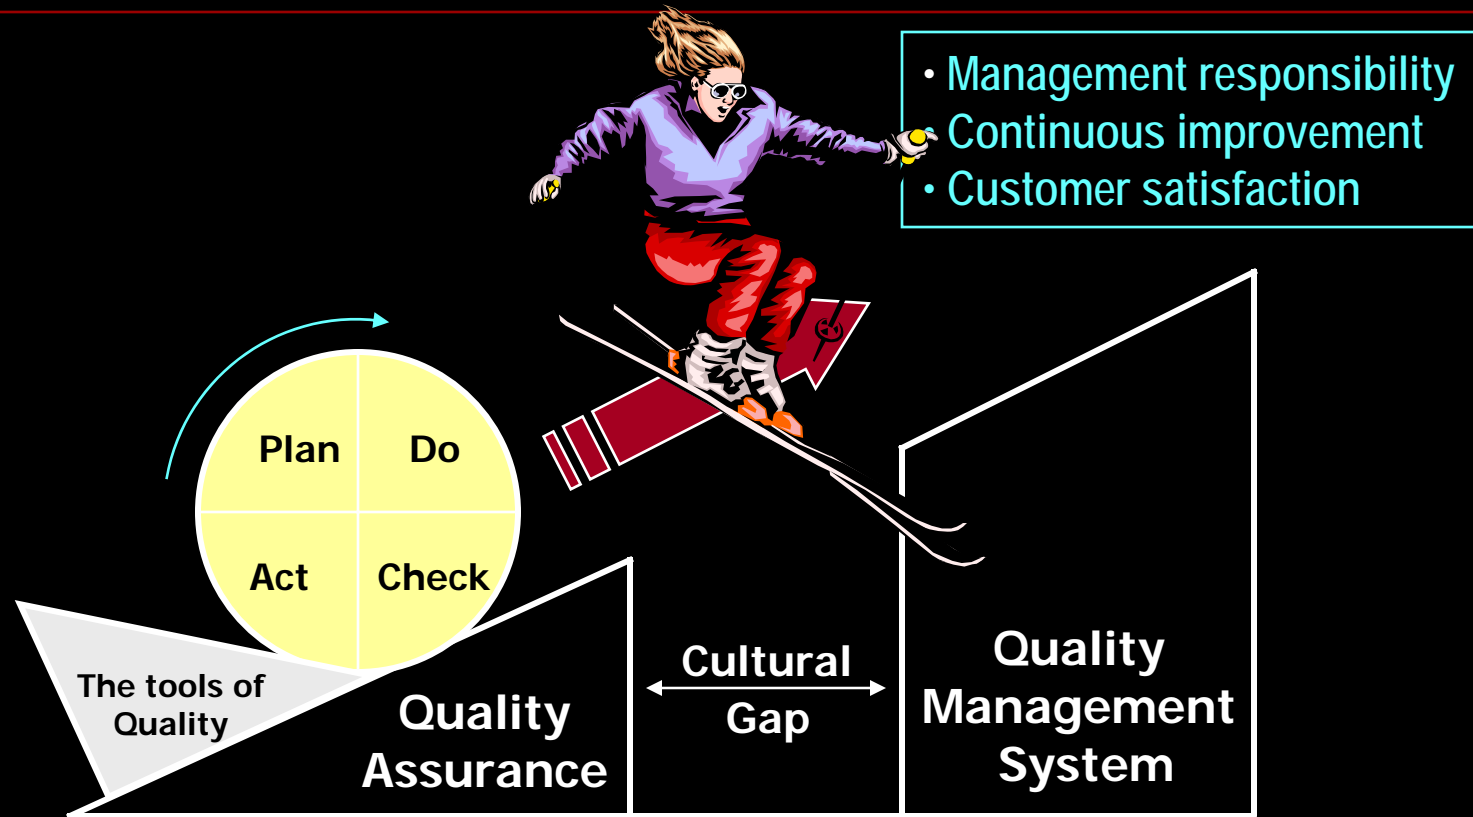 • Management responsibility
• Continuous improvement
• Customer satisfaction
Plan
Do
Act
Check
The tools of
Quality
Quality
Assurance
Cultural
Gap
Quality
Management
System